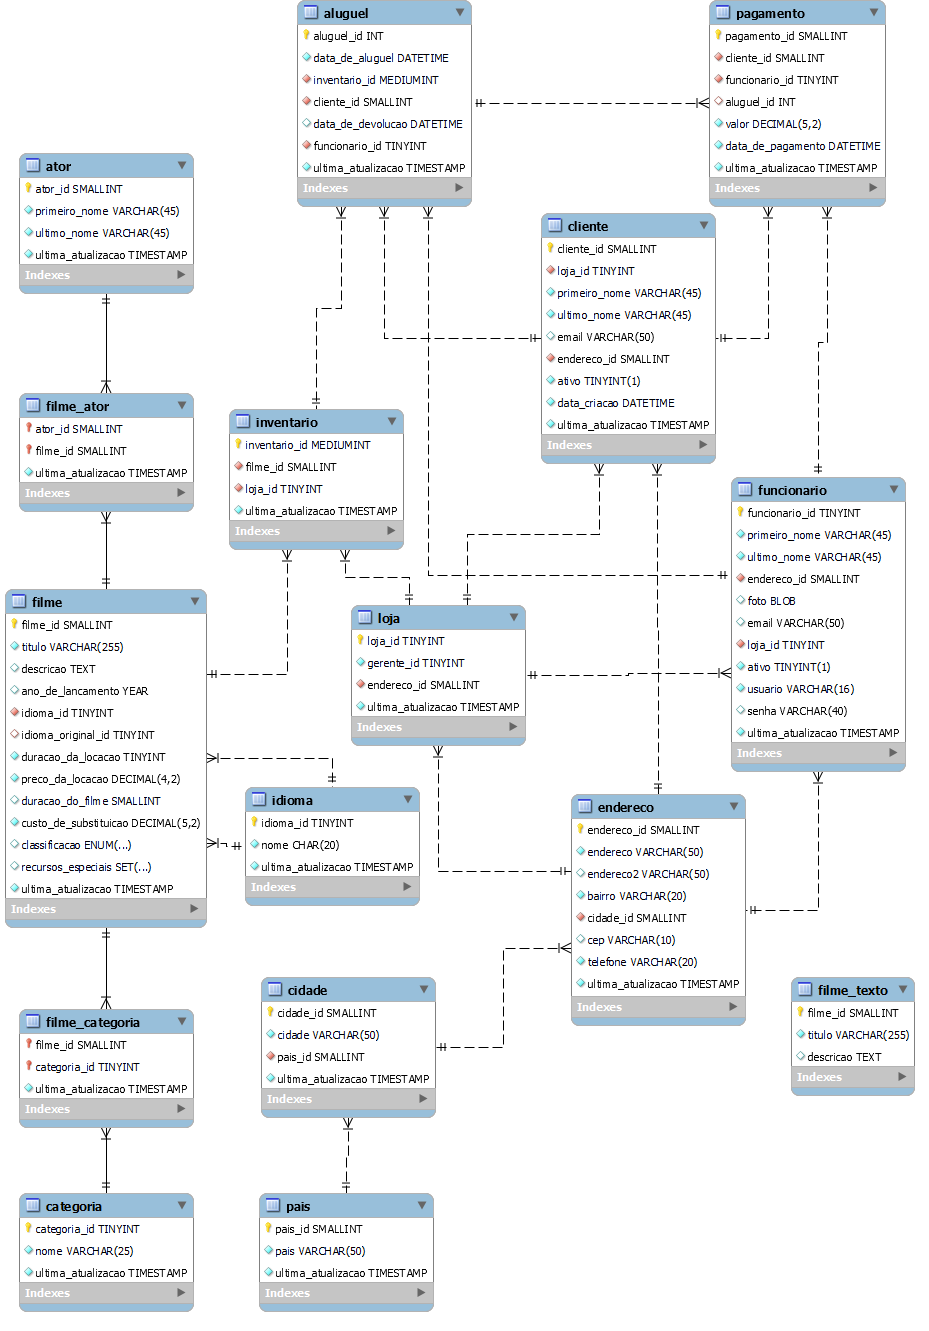 aluguel
aluguel_id INT
data_de_aluguel DATETIME
inventario_id MEDIUMINT
cliente_id SMALLINT
data_de_devolucao DATETIME
funcionario_id TINYINT
ultima_atualizacao TIMESTAMP
Indexes
pagamento
pagamento_id SMALLINT
cliente_id SMALLINT
funcionario_id TINYINT
aluguel_id INT
valor DECIMAL(5,2)
data_de_pagamento DATETIME
ultima_atualizacao TIMESTAMP
Indexes
ator
ator_id SMALLINT
primeiro_nome VARCHAR(45)
ultimo_nome VARCHAR(45)
ultima_atualizacao TIMESTAMP
Indexes
cliente
cliente_id SMALLINT
loja_id TINYINT
primeiro_nome VARCHAR(45)
ultimo_nome VARCHAR(45)
email VARCHAR(50)
endereco_id SMALLINT
ativo TINYINT(1)
data_criacao DATETIME
ultima_atualizacao TIMESTAMP
Indexes
filme_ator
ator_id SMALLINT
filme_id SMALLINT
ultima_atualizacao TIMESTAMP
Indexes
inventario
inventario_id MEDIUMINT
filme_id SMALLINT
loja_id TINYINT
ultima_atualizacao TIMESTAMP
Indexes
funcionario
funcionario_id TINYINT
primeiro_nome VARCHAR(45)
ultimo_nome VARCHAR(45)
endereco_id SMALLINT
foto BLOB
email VARCHAR(50)
loja_id TINYINT
ativo TINYINT(1)
usuario VARCHAR(16)
senha VARCHAR(40)
ultima_atualizacao TIMESTAMP
Indexes
filme
filme_id SMALLINT
titulo VARCHAR(255)
descricao TEXT
ano_de_lancamento YEAR
idioma_id TINYINT
idioma_original_id TINYINT
duracao_da_locacao TINYINT
preco_da_locacao DECIMAL(4,2)
duracao_do_filme SMALLINT
custo_de_substituicao DECIMAL(5,2)
classificacao ENUM(...)
recursos_especiais SET(...)
ultima_atualizacao TIMESTAMP
Indexes
loja
loja_id TINYINT
gerente_id TINYINT
endereco_id SMALLINT
ultima_atualizacao TIMESTAMP
Indexes
idioma
idioma_id TINYINT
nome CHAR(20)
ultima_atualizacao TIMESTAMP
Indexes
endereco
endereco_id SMALLINT
endereco VARCHAR(50)
endereco2 VARCHAR(50)
bairro VARCHAR(20)
cidade_id SMALLINT
cep VARCHAR(10)
telefone VARCHAR(20)
ultima_atualizacao TIMESTAMP
Indexes
cidade
cidade_id SMALLINT
cidade VARCHAR(50)
pais_id SMALLINT
ultima_atualizacao TIMESTAMP
Indexes
filme_texto
filme_id SMALLINT
titulo VARCHAR(255)
descricao TEXT
Indexes
filme_categoria
filme_id SMALLINT
categoria_id TINYINT
ultima_atualizacao TIMESTAMP
Indexes
categoria
categoria_id TINYINT
nome VARCHAR(25)
ultima_atualizacao TIMESTAMP
Indexes
pais
pais_id SMALLINT
pais VARCHAR(50)
ultima_atualizacao TIMESTAMP
Indexes